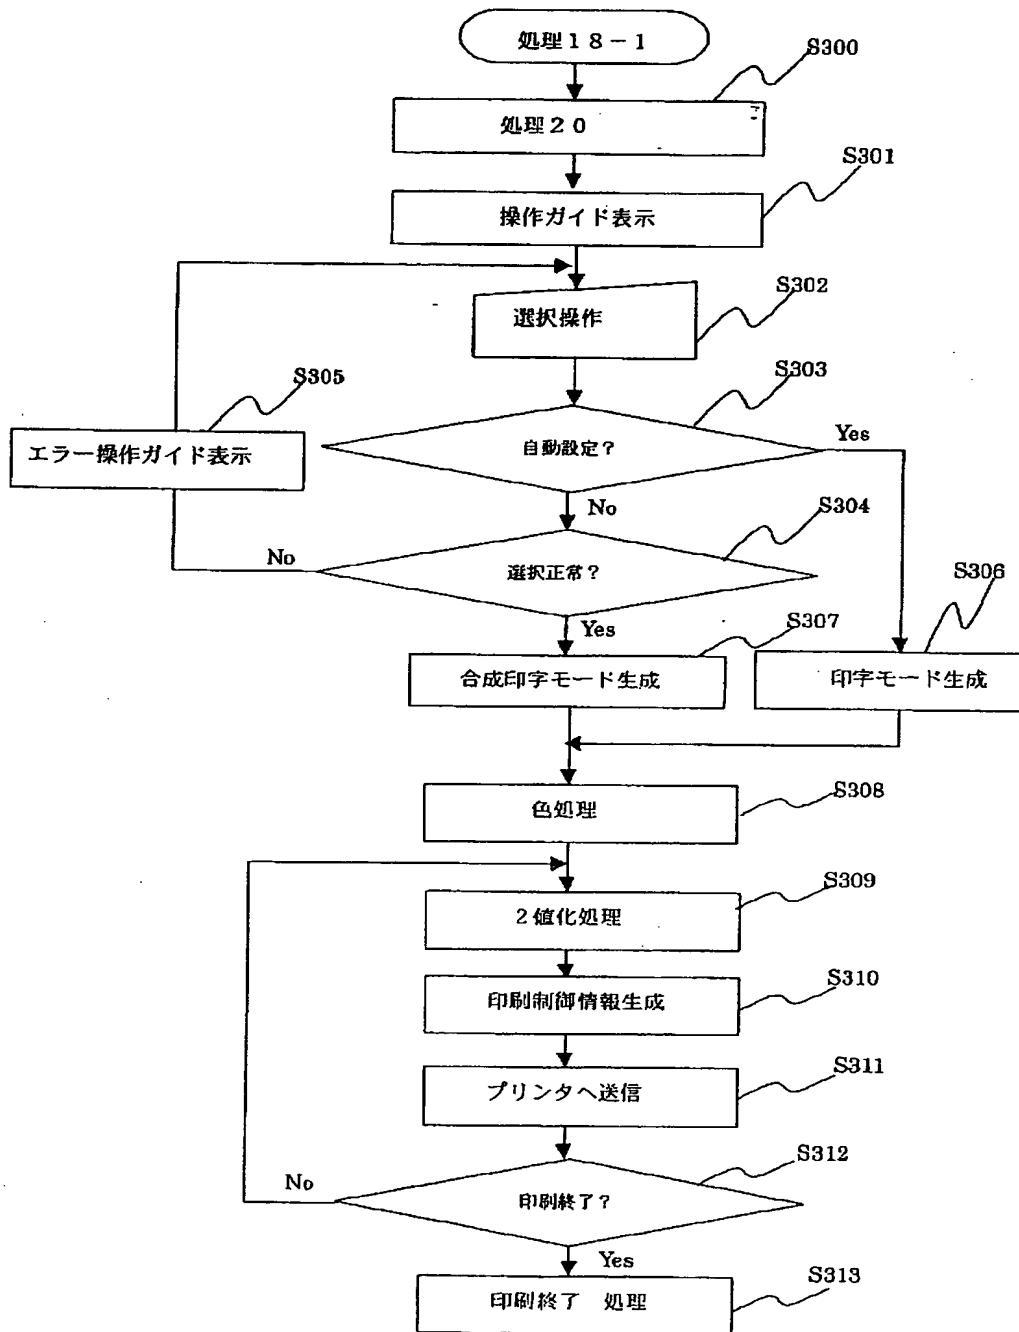 処理18-1
S300
処理20
S301
操作ガイド表示
S302
選択操作
S303
自動設定?
Yes
S305
エラー操作ガイド表示
No
S304
選択正常?
No
Yes
S306
印字モード生成
S307
合成印字モード生成
S308
色処理
S309
2値化処理
S310
印刷制御情報生成
S311
プリンタへ送信
S312
印刷終了?
No
Yes
S313
印刷終了 処理